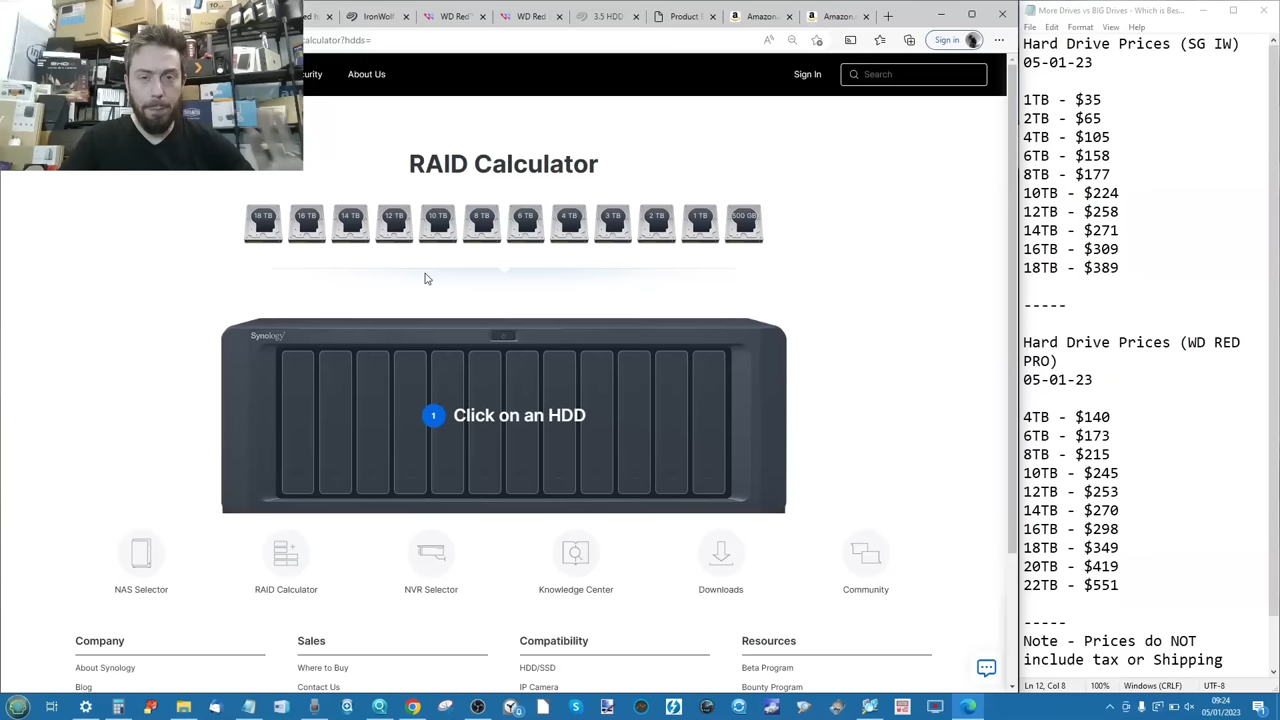 IronWolf
WD Red
WD Red
3.5 HDD
Product
Amazon
Amazon
More Drives vs BIG Drives - Which is Bes...
File Edit Format View Help
calculator?hdds=
Sign in
About Us
Sign In
Search
RAID Calculator
18 TB
16 TB
14 TB
12 TB
10 TB
8 TB
6 TB
4 TB
3 TB
2 TB
1 TB
500 GB
Synology
1 Click on an HDD
NAS Selector
RAID Calculator
NVR Selector
Knowledge Center
Downloads
Community
Company
Sales
Compatibility
Resources
About Synology
Where to Buy
HDD/SSD
Beta Program
Blog
Contact Us
IP Camera
Bounty Program
Hard Drive Prices (SG IW)
05-01-23
1TB - $35
2TB - $65
4TB - $105
6TB - $158
8TB - $177
10TB - $224
12TB - $258
14TB - $271
16TB - $309
18TB - $389
-----
Hard Drive Prices (WD RED
PRO)
05-01-23
4TB - $140
6TB - $173
8TB - $215
10TB - $245
12TB - $253
14TB - $270
16TB - $298
18TB - $349
20TB - $419
22TB - $551
-----
Note - Prices do NOT
include tax or Shipping
Ln 12, Col 8
100%
Windows (CRLF)
UTF-8
09:24
05/01/2023